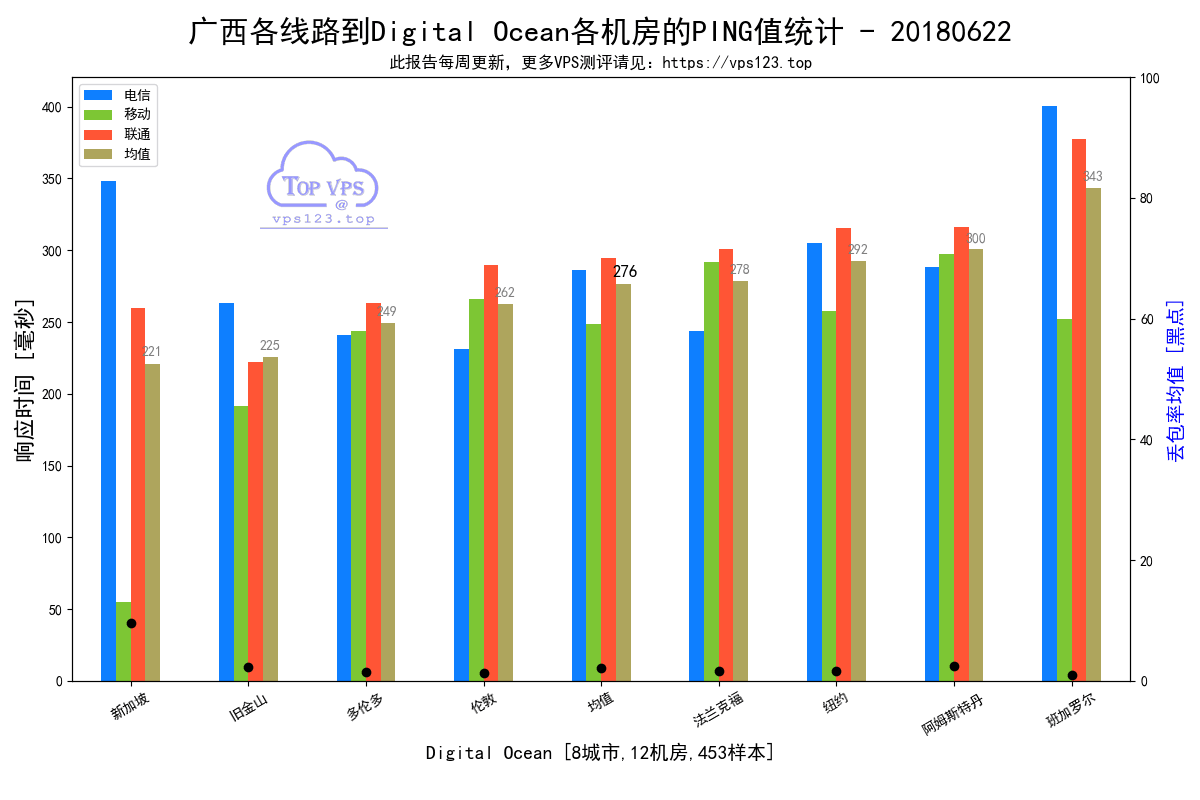 广西各线路到Digital Ocean各机房的PING值统计 - 20180622
此报告每周更新, 更多VPS测评请见: https://vps123.top
电信
移动
联通
均值
TOP VPS
@
vps123.top
响应时间 [毫秒]
400
350
300
250
200
150
100
50
0
221
225
249
262
276
278
292
300
343
100
80
60
40
20
0
丢包率均值 [黑点]
新加坡
旧金山
多伦多
伦敦
均值
法兰克福
纽约
阿姆斯特丹
班加罗尔
Digital Ocean [8城市,12机房,453样本]